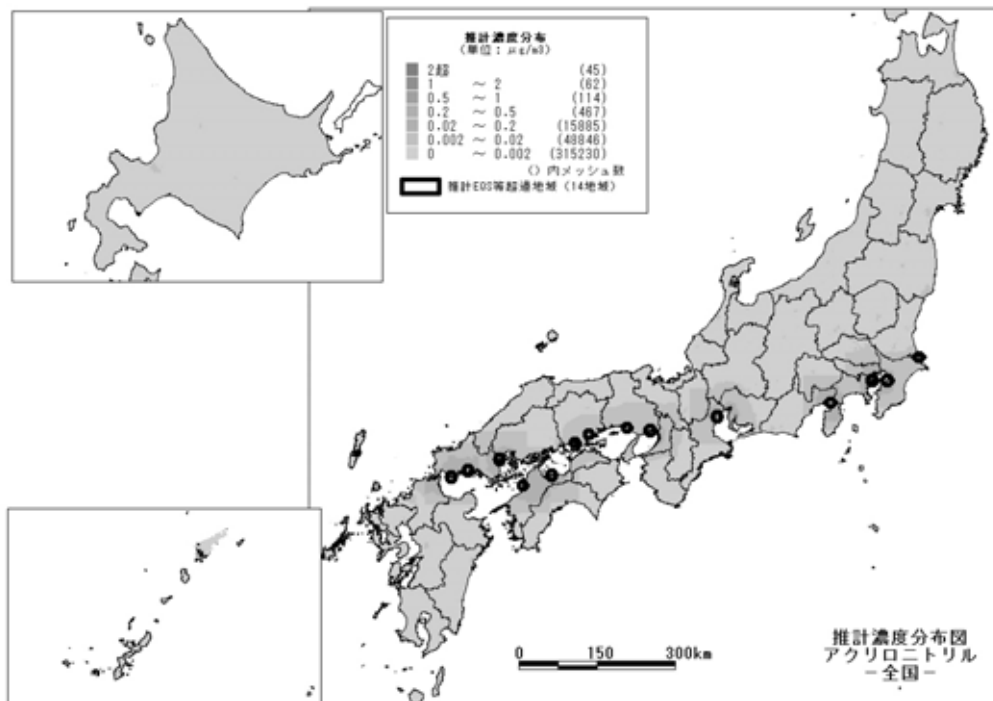 推計濃度分布
(単位:μg/m3)
2超 (45)
1 ~ 2 (62)
0.5 ~ 1 (114)
0.2 ~ 0.5 (467)
0.02 ~ 0.2 (15885)
0.002 ~ 0.02 (48846)
0 ~ 0.002 (315230)
()内メッシュ数
推計EQS等超過地域(14地域)
0 150 300km
推計濃度分布図
アクリロニトリル
-全国-